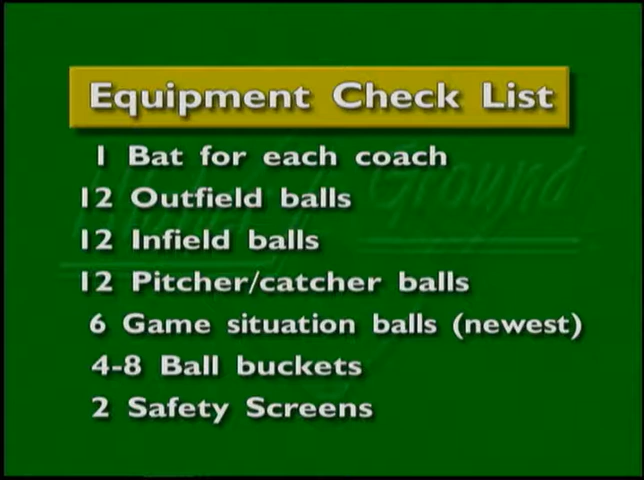 Equipment Check List
1 Bat for each coach
12 Outfield balls
12 Infield balls
12 Pitcher/catcher balls
6 Game situation balls (newest)
4-8 Ball buckets
2 Safety Screens
Ground